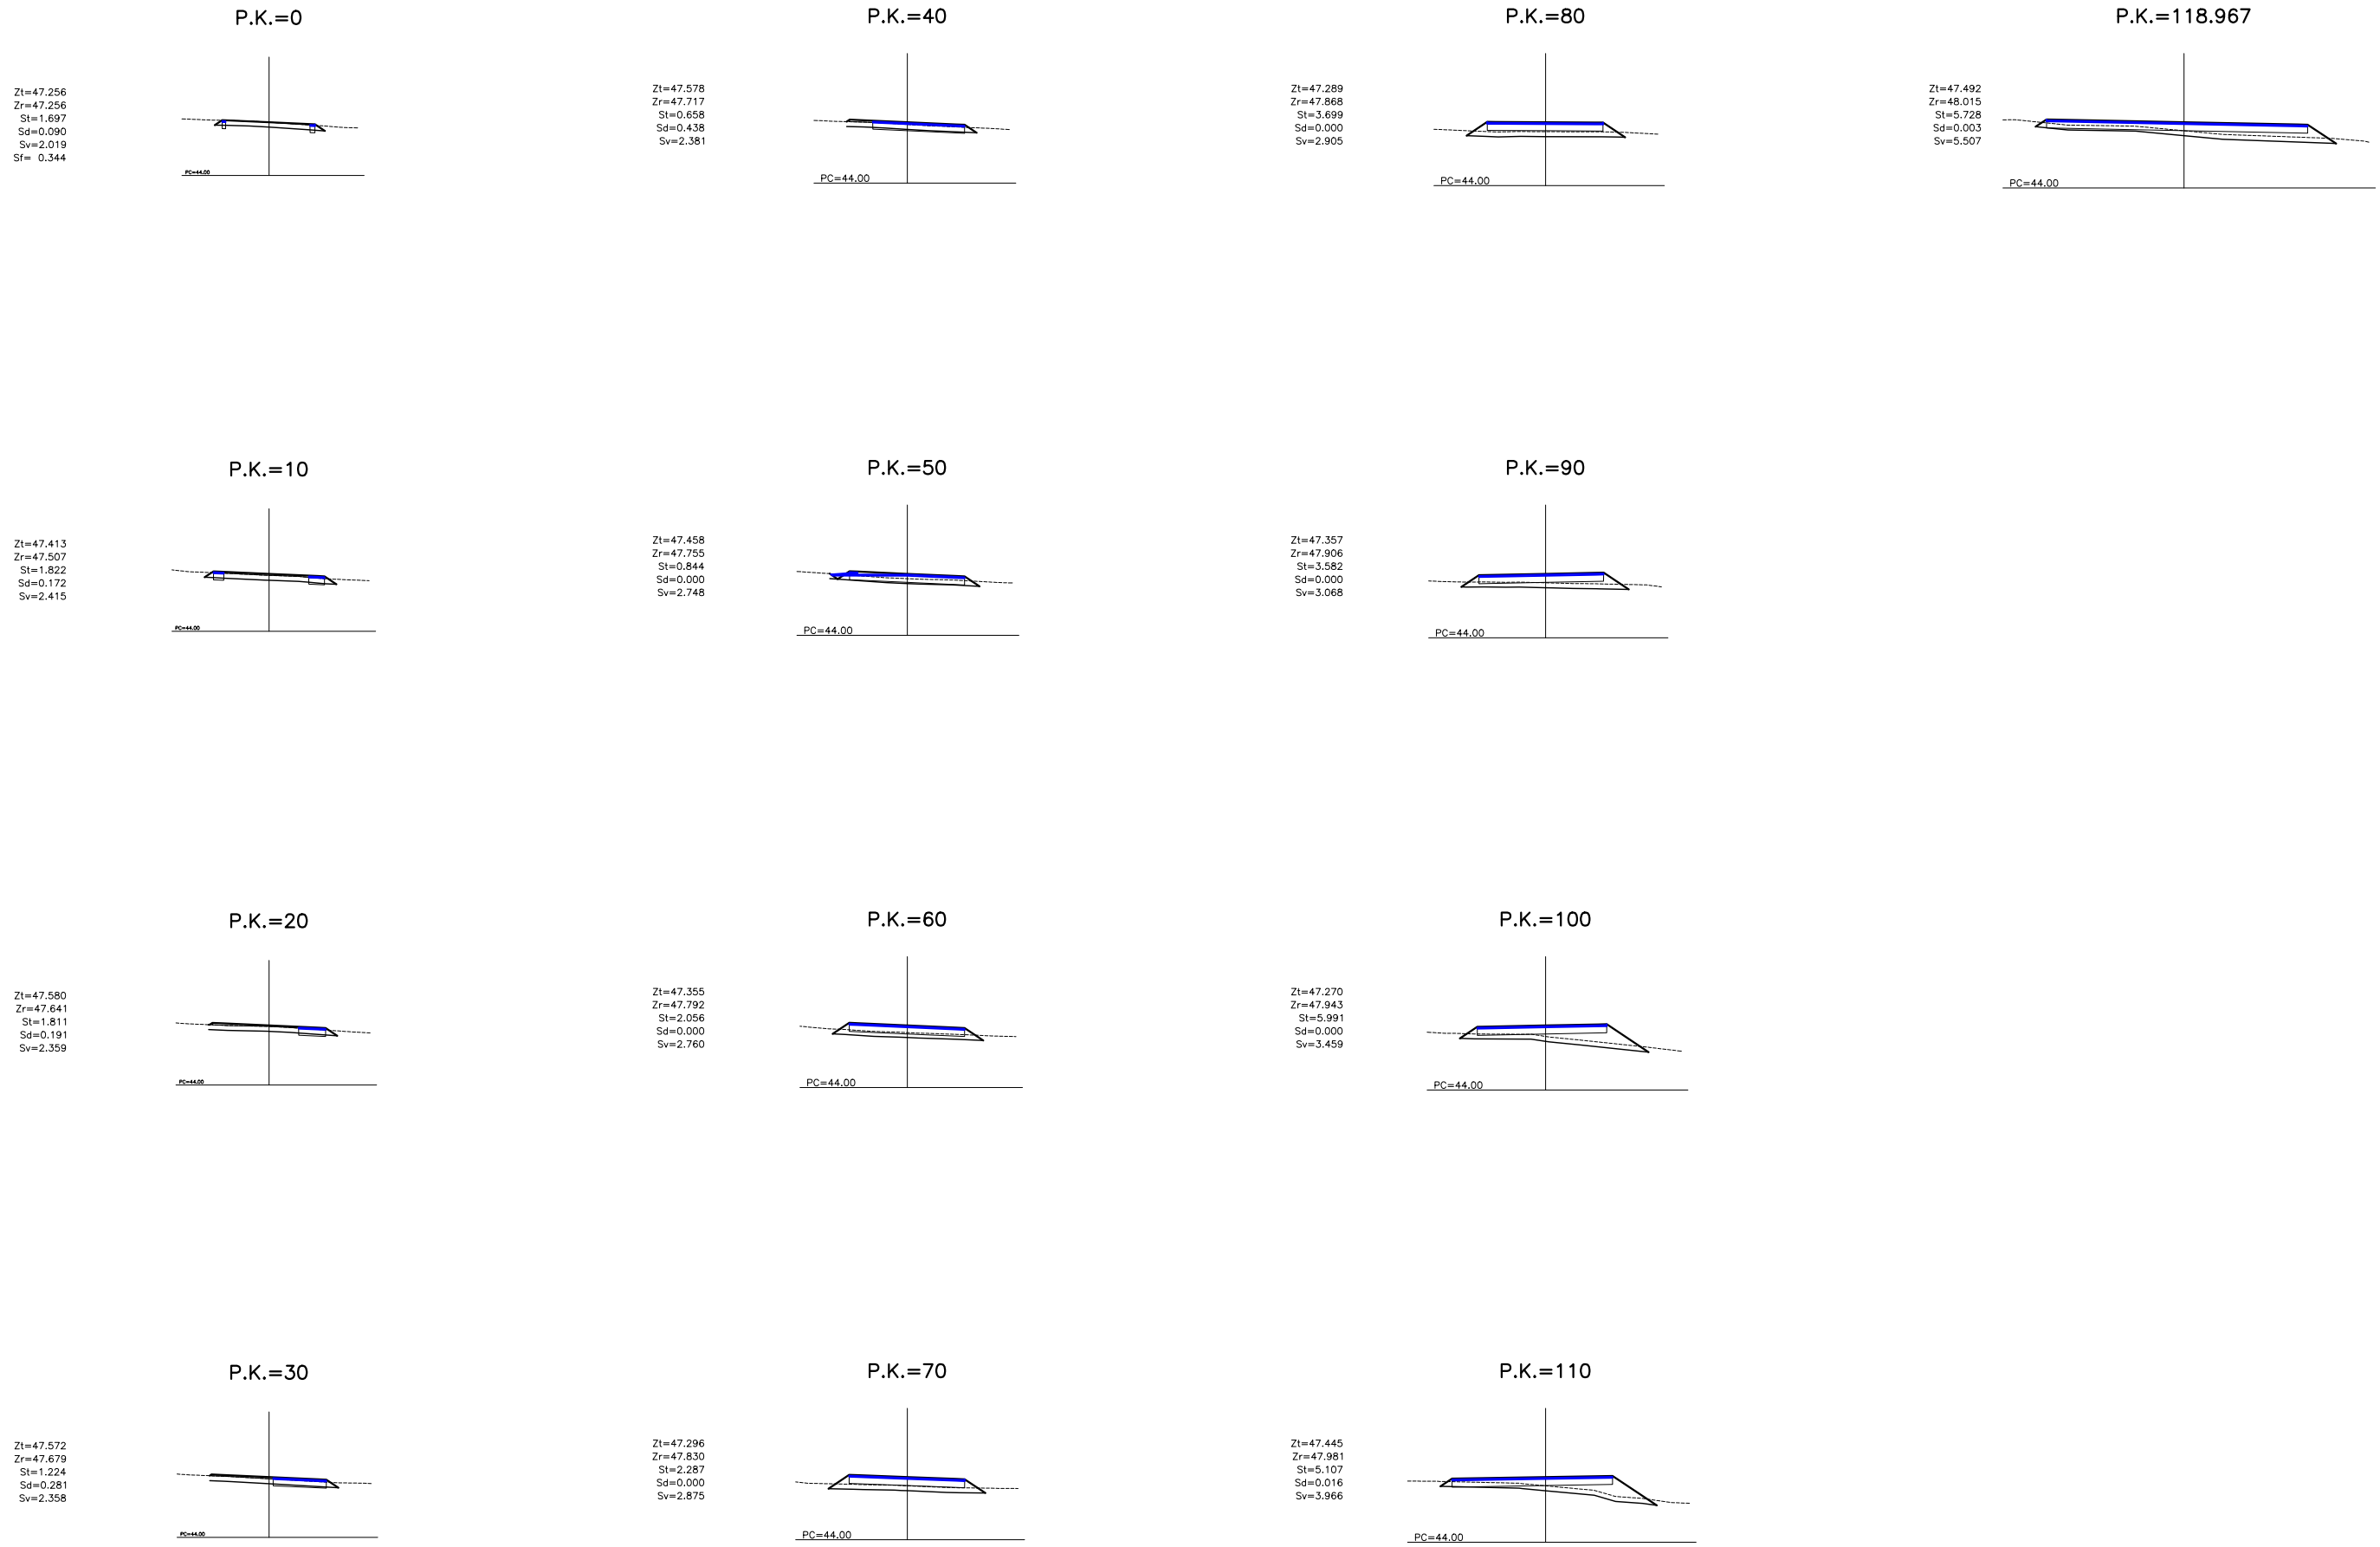 P.K.=0
Zt=47.256
Zr=47.256
St=1.697
Sd=0.090
Sv=2.019
Sf= 0.344
PC=44.00
P.K.=40
Zt=47.578
Zr=47.717
St=0.658
Sd=0.438
Sv=2.381
PC=44.00
P.K.=80
Zt=47.289
Zr=47.868
St=3.699
Sd=0.000
Sv=2.905
PC=44.00
P.K.=118.967
Zt=47.492
Zr=48.015
St=5.728
Sd=0.003
Sv=5.507
PC=44.00
P.K.=10
Zt=47.413
Zr=47.507
St=1.822
Sd=0.172
Sv=2.415
PC=44.00
P.K.=50
Zt=47.458
Zr=47.755
St=0.844
Sd=0.000
Sv=2.748
PC=44.00
P.K.=90
Zt=47.357
Zr=47.906
St=3.582
Sd=0.000
Sv=3.068
PC=44.00
P.K.=20
Zt=47.580
Zr=47.641
St=1.811
Sd=0.191
Sv=2.359
PC=44.00
P.K.=60
Zt=47.355
Zr=47.792
St=2.056
Sd=0.000
Sv=2.760
PC=44.00
P.K.=100
Zt=47.270
Zr=47.943
St=5.991
Sd=0.000
Sv=3.459
PC=44.00
P.K.=30
Zt=47.572
Zr=47.679
St=1.224
Sd=0.281
Sv=2.358
PC=44.00
P.K.=70
Zt=47.296
Zr=47.830
St=2.287
Sd=0.000
Sv=2.875
PC=44.00
P.K.=110
Zt=47.445
Zr=47.981
St=5.107
Sd=0.016
Sv=3.966
PC=44.00